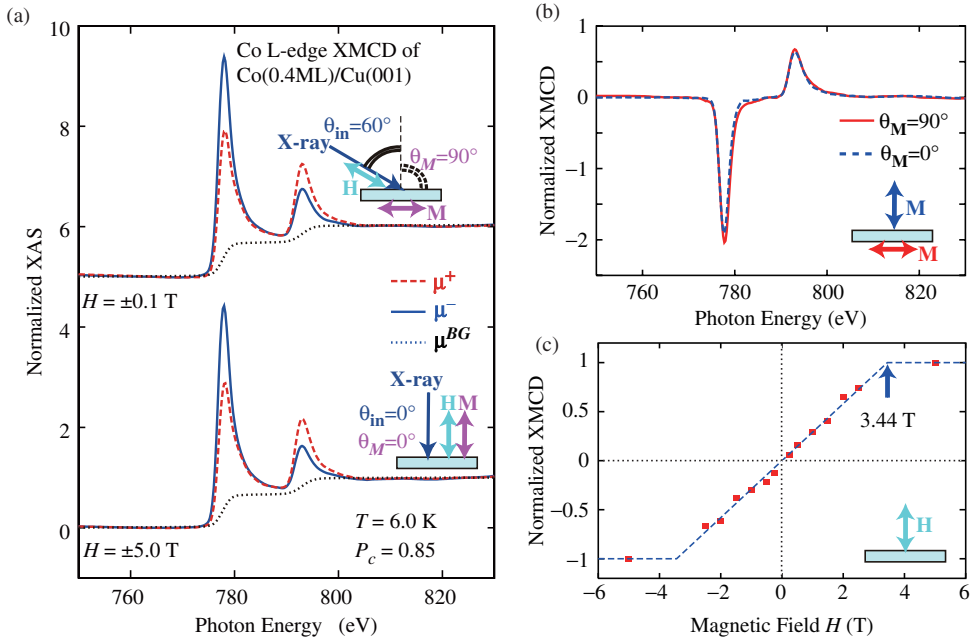 (a)
10
8
6
4
2
0
Normalized XAS
Co L-edge XMCD of
Co(0.4ML)/Cu(001)
θin=60°
X-ray
θM=90°
H
M
H = ±0.1 T
μ+
μ−
μBG
X-ray
H M
θin=0°
θM=0°
T = 6.0 K
H = ±5.0 T
Pc = 0.85
760 780 800 820
Photon Energy (eV)
(b)
1
0
−1
−2
Normalized XMCD
θM=90°
θM=0°
M
M
760 780 800 820
Photon Energy (eV)
(c)
1
0.5
0
−0.5
−1
Normalized XMCD
3.44 T
H
−6 −4 −2 0 2 4 6
Magnetic Field H (T)